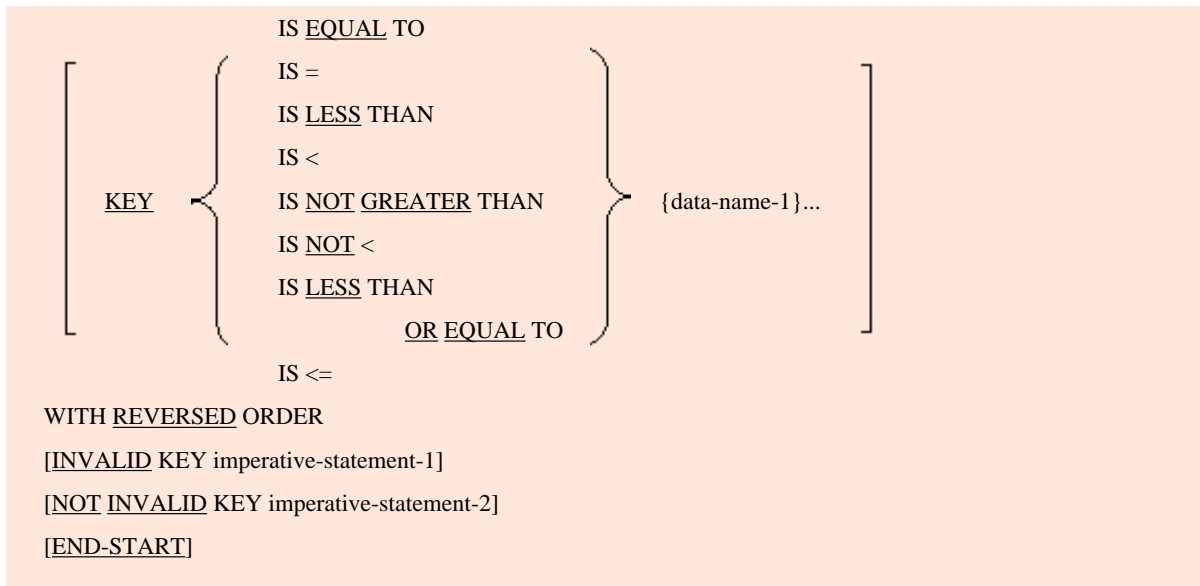 IS EQUAL TO
IS =
IS LESS THAN
IS <
KEY IS NOT GREATER THAN {data-name-1}...
IS NOT <
IS LESS THAN
OR EQUAL TO
IS <=
WITH REVERSED ORDER
[INVALID KEY imperative-statement-1]
[NOT INVALID KEY imperative-statement-2]
[END-START]